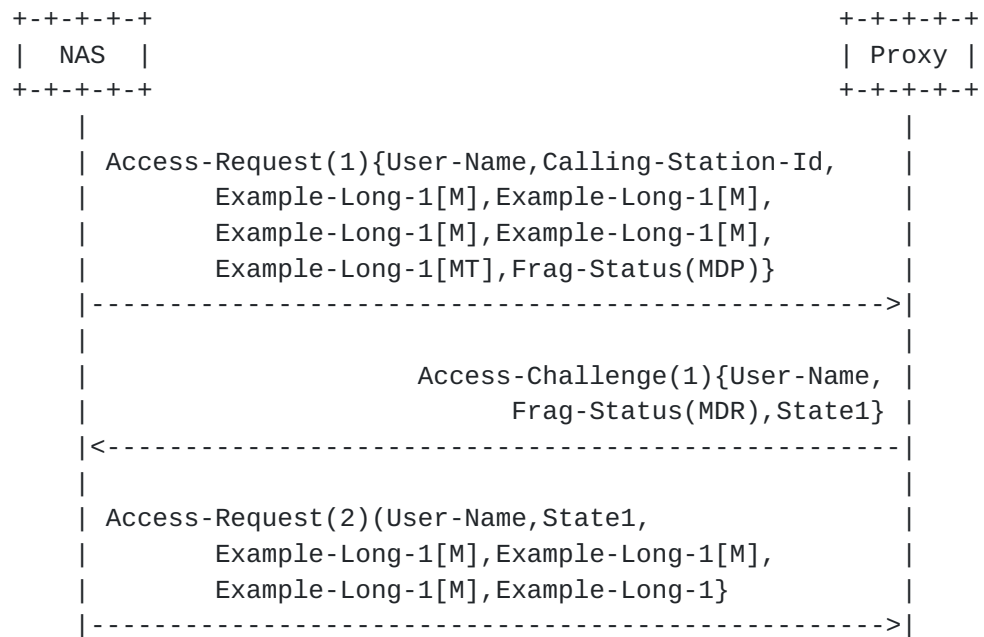 +-+-+-+-+                                            +-+-+-+-+
|  NAS  |                                            | Proxy |
+-+-+-+-+                                            +-+-+-+-+
    |                                                    |
    | Access-Request(1){User-Name,Calling-Station-Id,    |
    |        Example-Long-1[M],Example-Long-1[M],        |
    |        Example-Long-1[M],Example-Long-1[M],        |
    |        Example-Long-1[MT],Frag-Status(MDP)}        |
    |--------------------------------------------------->|
    |                                                    |
    |                     Access-Challenge(1){User-Name, |
    |                           Frag-Status(MDR),State1} |
    |<---------------------------------------------------|
    |                                                    |
    | Access-Request(2)(User-Name,State1,                |
    |        Example-Long-1[M],Example-Long-1[M],        |
    |        Example-Long-1[M],Example-Long-1}           |
    |--------------------------------------------------->|